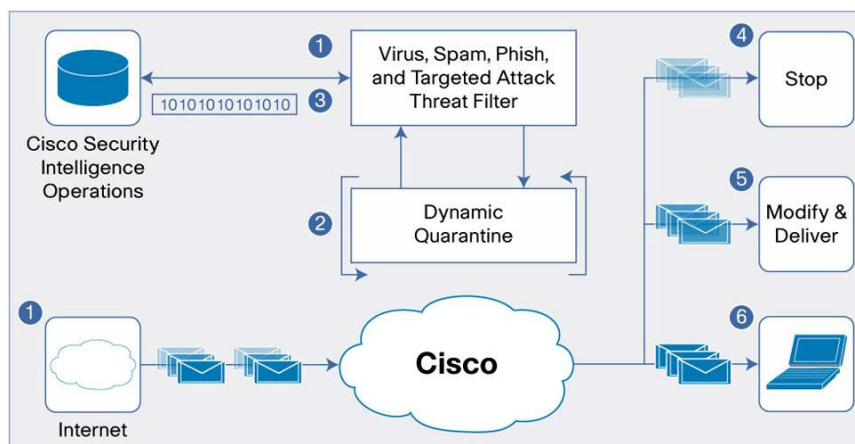 1
Virus, Spam, Phish,
and Targeted Attack
Threat Filter
4
Stop
3
10101010101010
Cisco Security
Intelligence
Operations
2
Dynamic
Quarantine
5
Modify &
Deliver
1
Internet
Cisco
6